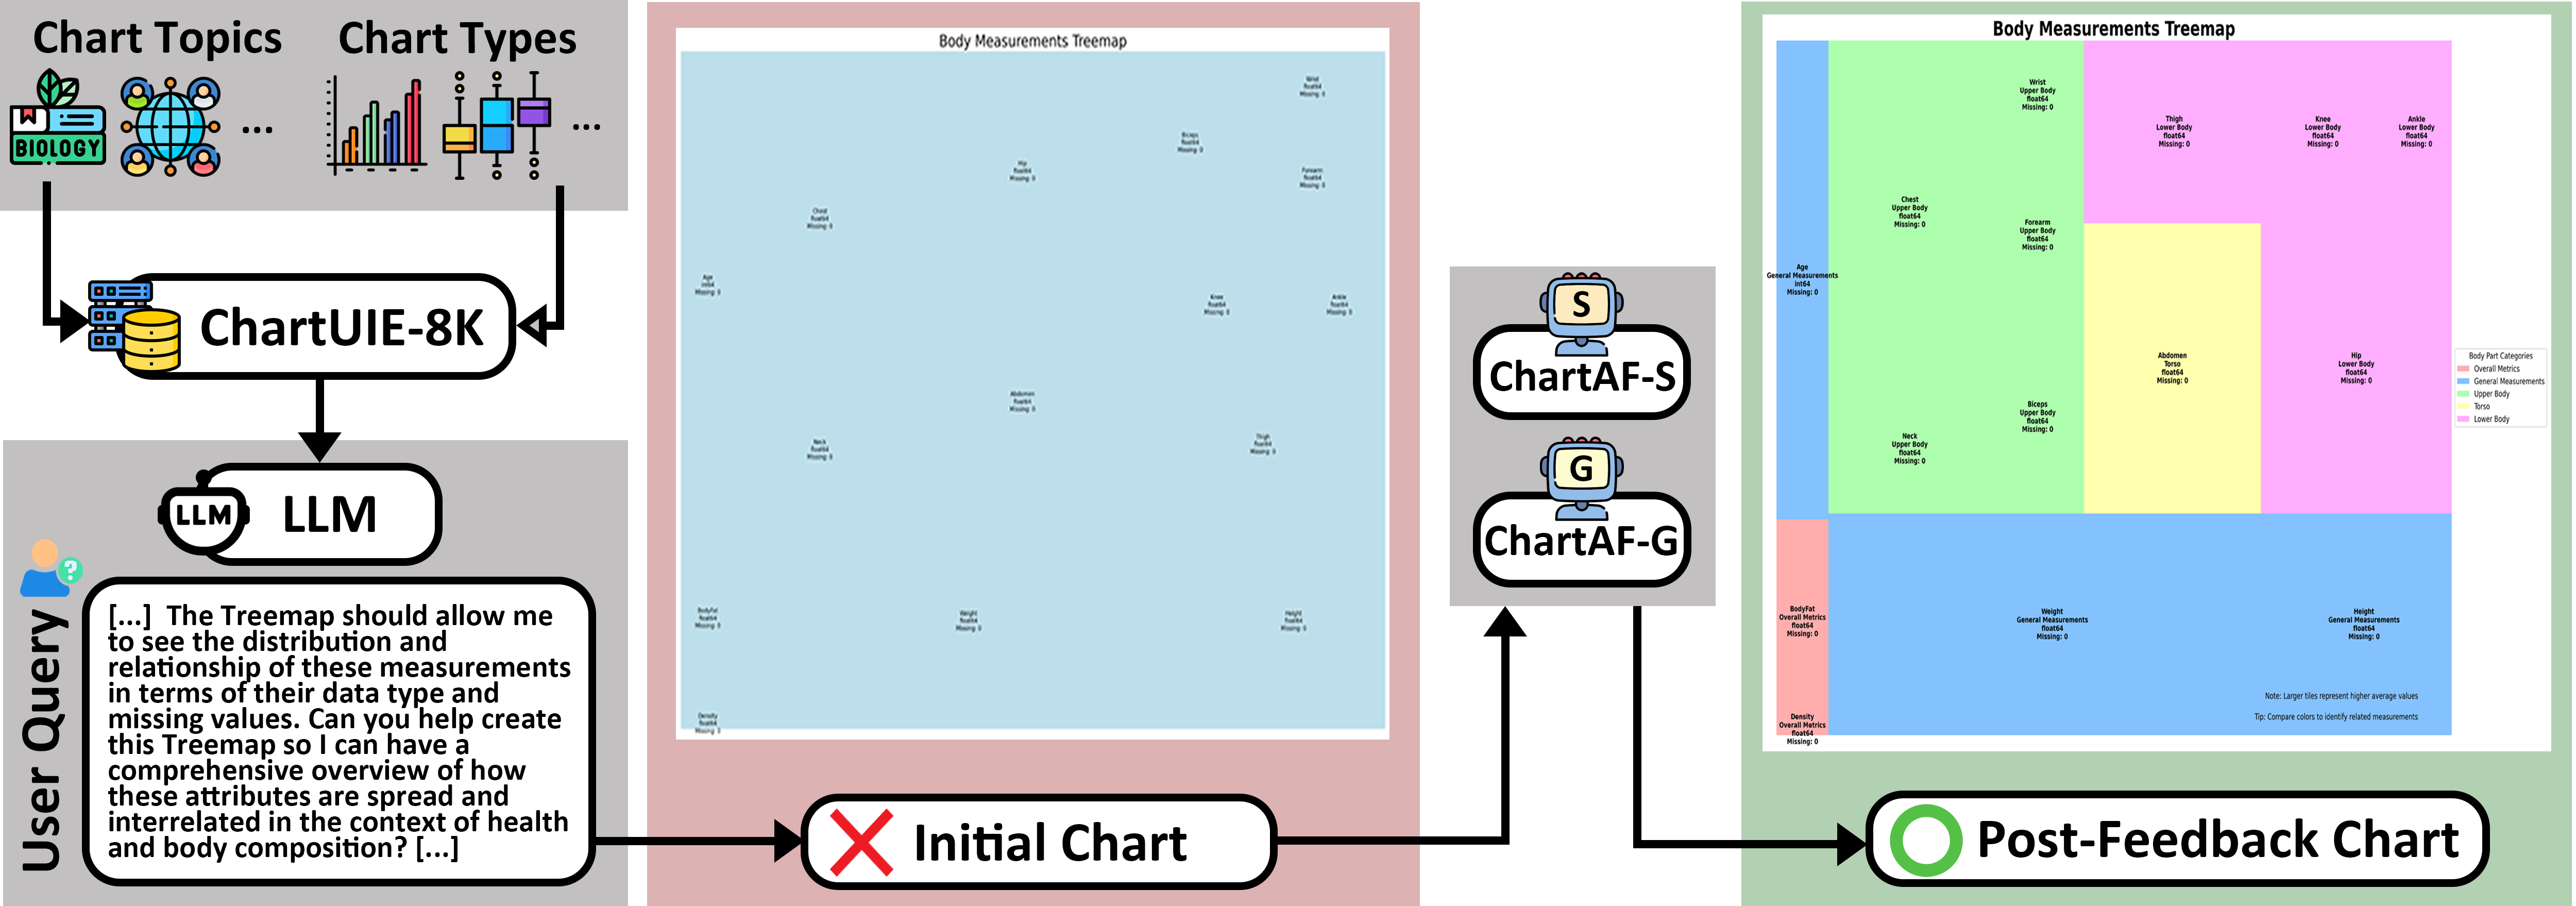 Chart Topics
Chart Types
BIOLOGY
...
...
ChartUIE-8K
LLM
LLM
User Query
?
[...] The Treemap should allow me
to see the distribution and
relationship of these measurements
in terms of their data type and
missing values. Can you help create
this Treemap so I can have a
comprehensive overview of how
these attributes are spread and
interrelated in the context of health
and body composition? [...]
Body Measurements Treemap
Wrist
float64
Missing: 0
Biceps
float64
Missing: 0
Hip
float64
Missing: 0
Forearm
float64
Missing: 0
Chest
float64
Missing: 0
Age
int64
Missing: 0
Knee
float64
Missing: 0
Ankle
float64
Missing: 0
Abdomen
float64
Missing: 0
Neck
float64
Missing: 0
Thigh
float64
Missing: 0
BodyFat
float64
Missing: 0
Weight
float64
Missing: 0
Height
float64
Missing: 0
Density
float64
Missing: 0
Initial Chart
S
ChartAF-S
G
ChartAF-G
Body Measurements Treemap
Wrist
Upper Body
float64
Missing: 0
Thigh
Lower Body
float64
Missing: 0
Knee
Lower Body
float64
Missing: 0
Ankle
Lower Body
float64
Missing: 0
Chest
Upper Body
float64
Missing: 0
Forearm
Upper Body
float64
Missing: 0
Age
General Measurements
int64
Missing: 0
Abdomen
Torso
float64
Missing: 0
Hip
Lower Body
float64
Missing: 0
Biceps
Upper Body
float64
Missing: 0
Neck
Upper Body
float64
Missing: 0
Body Part Categories
Overall Metrics
General Measurements
Upper Body
Torso
Lower Body
BodyFat
Overall Metrics
float64
Missing: 0
Weight
General Measurements
float64
Missing: 0
Height
General Measurements
float64
Missing: 0
Note: Larger tiles represent higher average values
Tip: Compare colors to identify related measurements
Density
Overall Metrics
float64
Missing: 0
Post-Feedback Chart